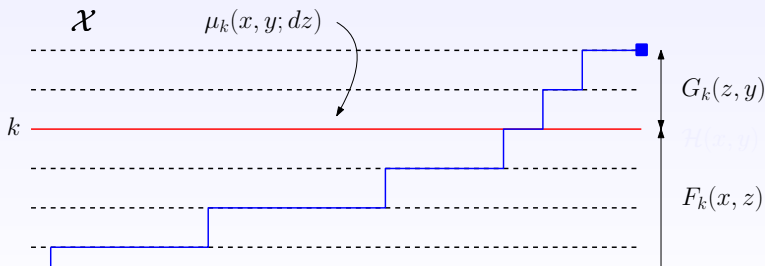 𝒳
μ_k(x, y; dz)
G_k(z, y)
k
ℋ(x, y)
F_k(x, z)